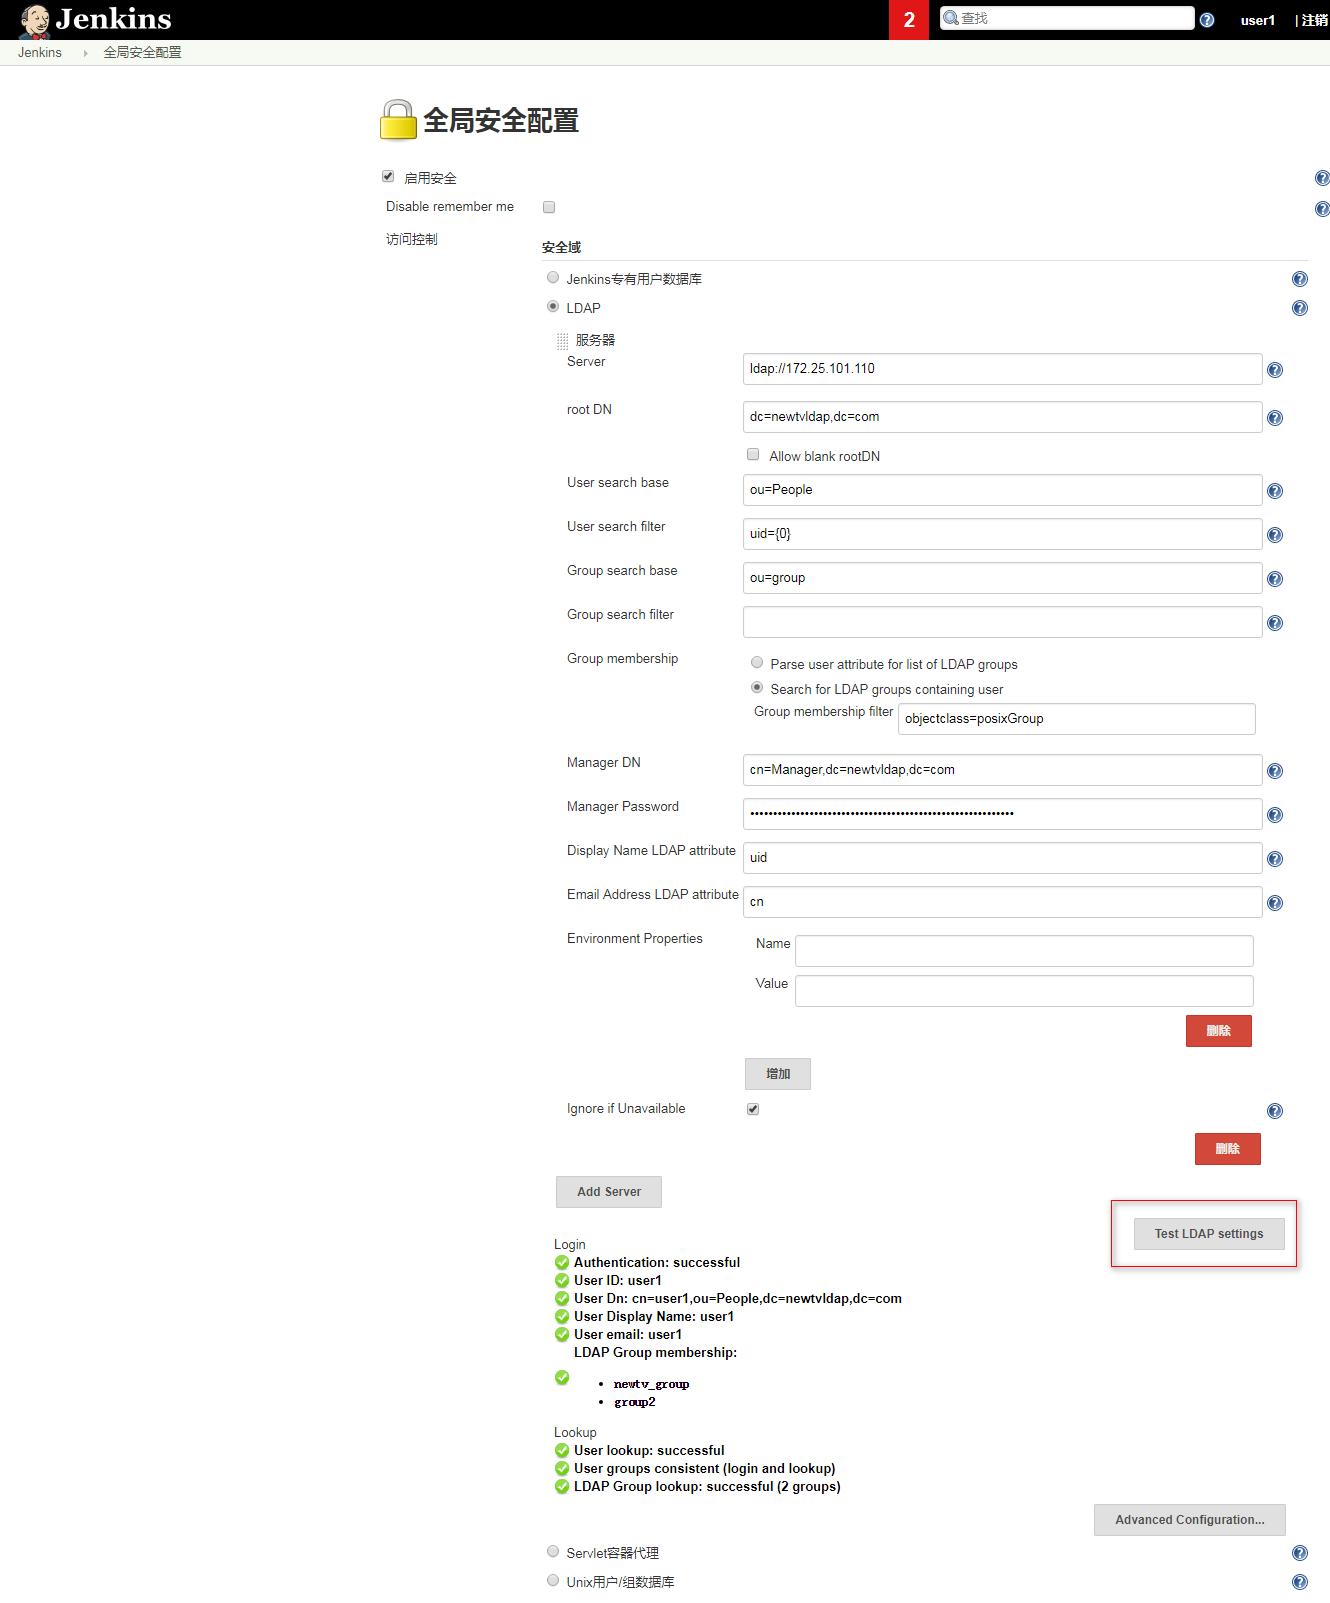 Jenkins
2
查找
user1
| 注销
Jenkins
全局安全配置
全局安全配置
启用安全
Disable remember me
访问控制
安全域
Jenkins专有用户数据库
LDAP
服务器
Server
ldap://172.25.101.110
root DN
dc=newtvldap,dc=com
Allow blank rootDN
User search base
ou=People
User search filter
uid={0}
Group search base
ou=group
Group search filter
Group membership
Parse user attribute for list of LDAP groups
Search for LDAP groups containing user
Group membership filter
objectclass=posixGroup
Manager DN
cn=Manager,dc=newtvldap,dc=com
Manager Password
Display Name LDAP attribute
uid
Email Address LDAP attribute
cn
Environment Properties
Name
Value
删除
增加
Ignore if Unavailable
删除
Add Server
Test LDAP settings
Login
Authentication: successful
User ID: user1
User Dn: cn=user1,ou=People,dc=newtvldap,dc=com
User Display Name: user1
User email: user1
LDAP Group membership:
newtv_group
group2
Lookup
User lookup: successful
User groups consistent (login and lookup)
LDAP Group lookup: successful (2 groups)
Advanced Configuration...
Servlet容器代理
Unix用户/组数据库